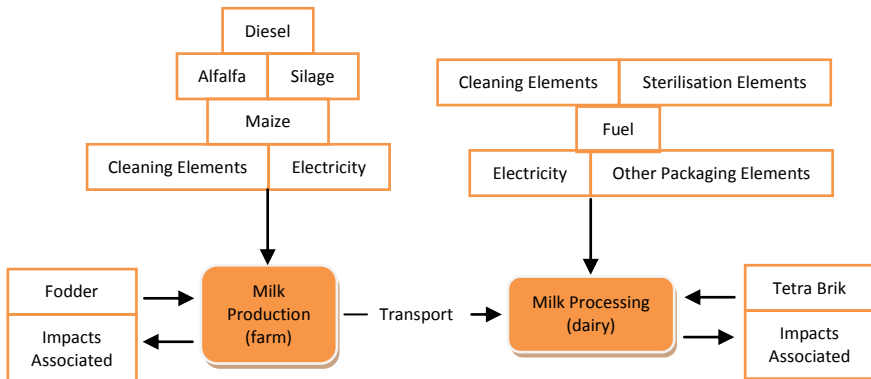 Diesel
Alfalfa Silage
Maize
Cleaning Elements Electricity
Cleaning Elements Sterilisation Elements
Fuel
Electricity Other Packaging Elements
Fodder
Impacts
Associated
Milk
Production
(farm)
Transport
Milk Processing
(dairy)
Tetra Brik
Impacts
Associated